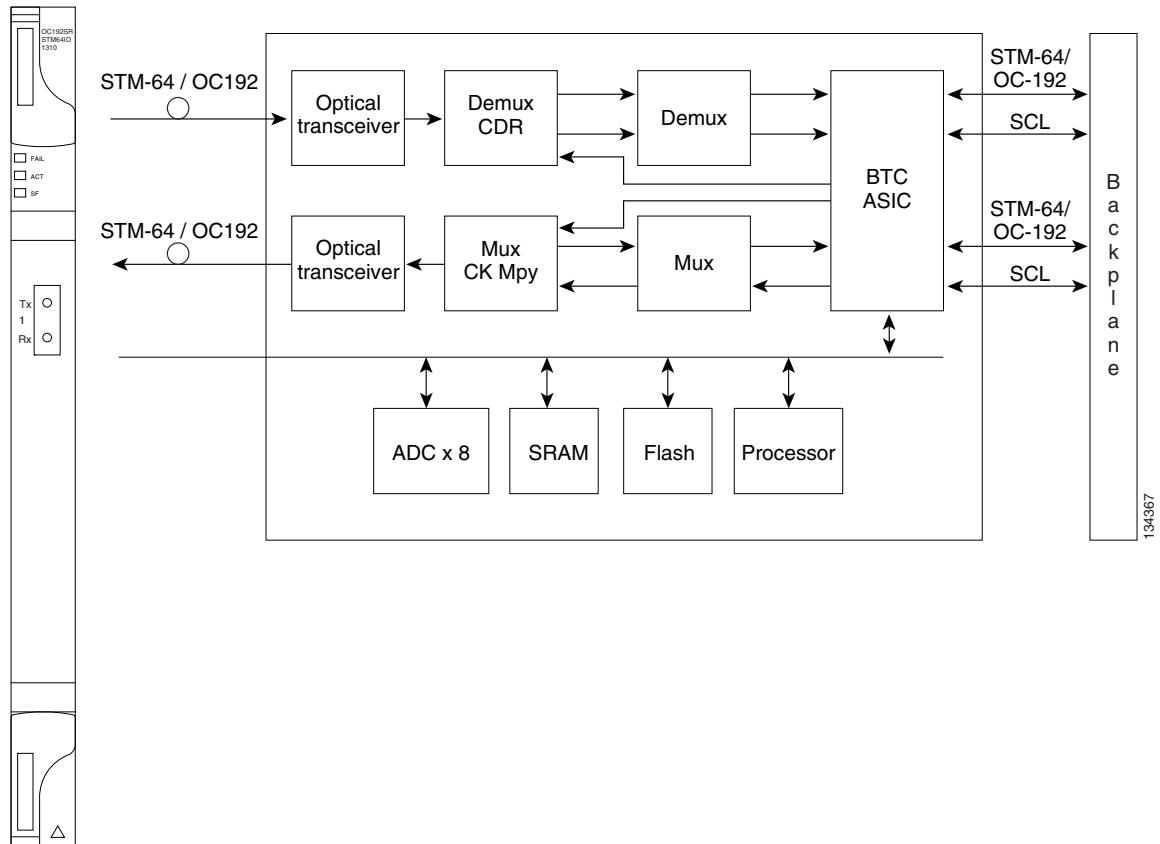 OC192SR
STM64IO
1310
FAIL
ACT
SF
Tx
1
Rx
STM-64 / OC192
Optical
transceiver
Demux
CDR
Demux
BTC
ASIC
STM-64/
OC-192
SCL
STM-64 / OC192
Optical
transceiver
Mux
CK Mpy
Mux
STM-64/
OC-192
SCL
ADC x 8
SRAM
Flash
Processor
Backplane
134367